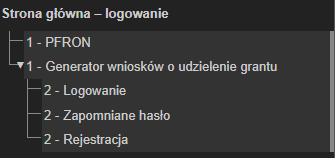 Strona główna – logowanie
1 - PFRON
1 - Generator wniosków o udzielenie grantu
2 - Logowanie
2 - Zapomniane hasło
2 - Rejestracja